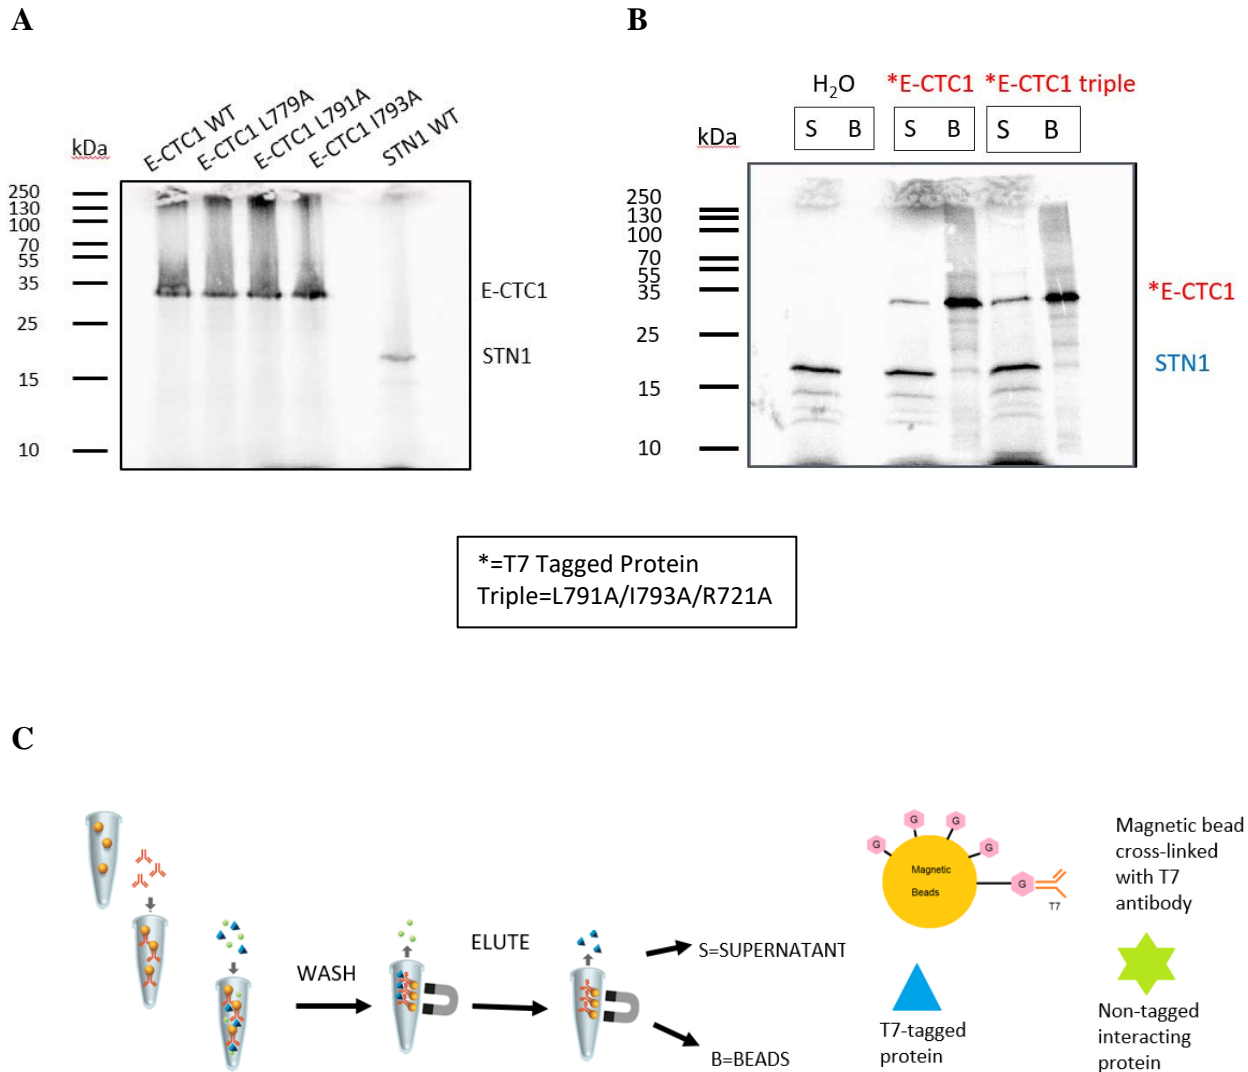 A
kDa
E-CTC1 WT
E-CTC1 L779A
E-CTC1 L791A
E-CTC1 I793A
STN1 WT
250
130
100
70
55
35
25
15
10
E-CTC1
STN1
B
H2O
*E-CTC1
*E-CTC1 triple
S B
S B
S B
kDa
250
130
100
70
55
35
25
15
10
*E-CTC1
STN1
*=T7 Tagged Protein
Triple=L791A/I793A/R721A
C
WASH
ELUTE
S=SUPERNATANT
B=BEADS
G
G
G
G
G
Magnetic
Beads
T7
Magnetic bead
cross-linked
with T7
antibody
T7-tagged
protein
Non-tagged
interacting
protein